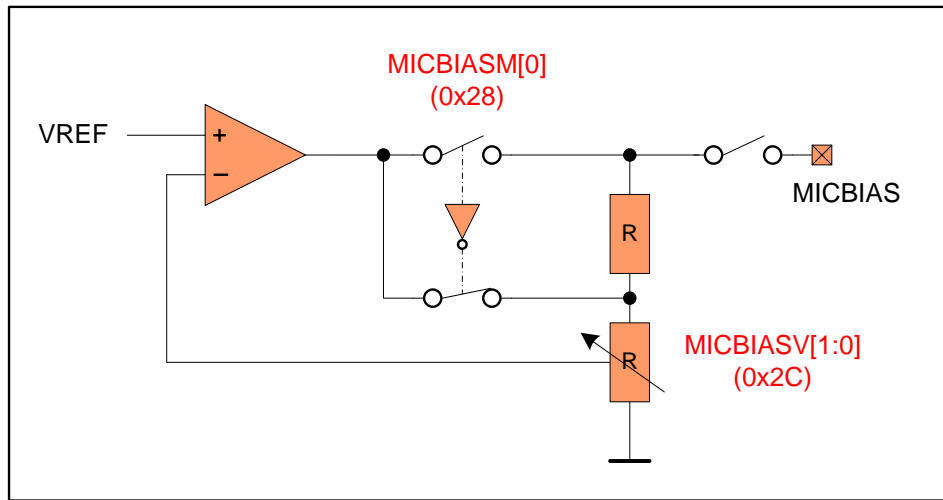 MICBIASM[0]
(0x28)
VREF
+
−
MICBIAS
R
R
MICBIASV[1:0]
(0x2C)